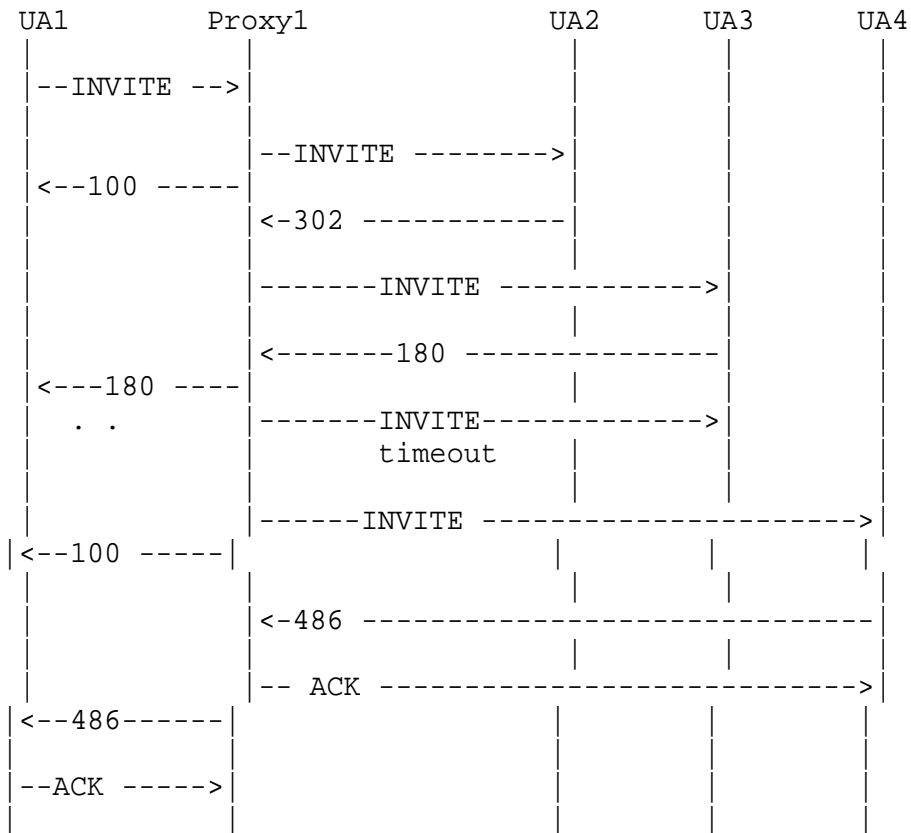 UA1 Proxy1 UA2 UA3 UA4
--INVITE -->
--INVITE -------->
<--100 -----
<-302 ------------
-------INVITE ------------>
<-------180 ---------------
<---180 ----
. . -------INVITE------------->
timeout
------INVITE ---------------------->
<--100 -----
<-486 ------------------------------
-- ACK ---------------------------->
<--486------
--ACK ----->